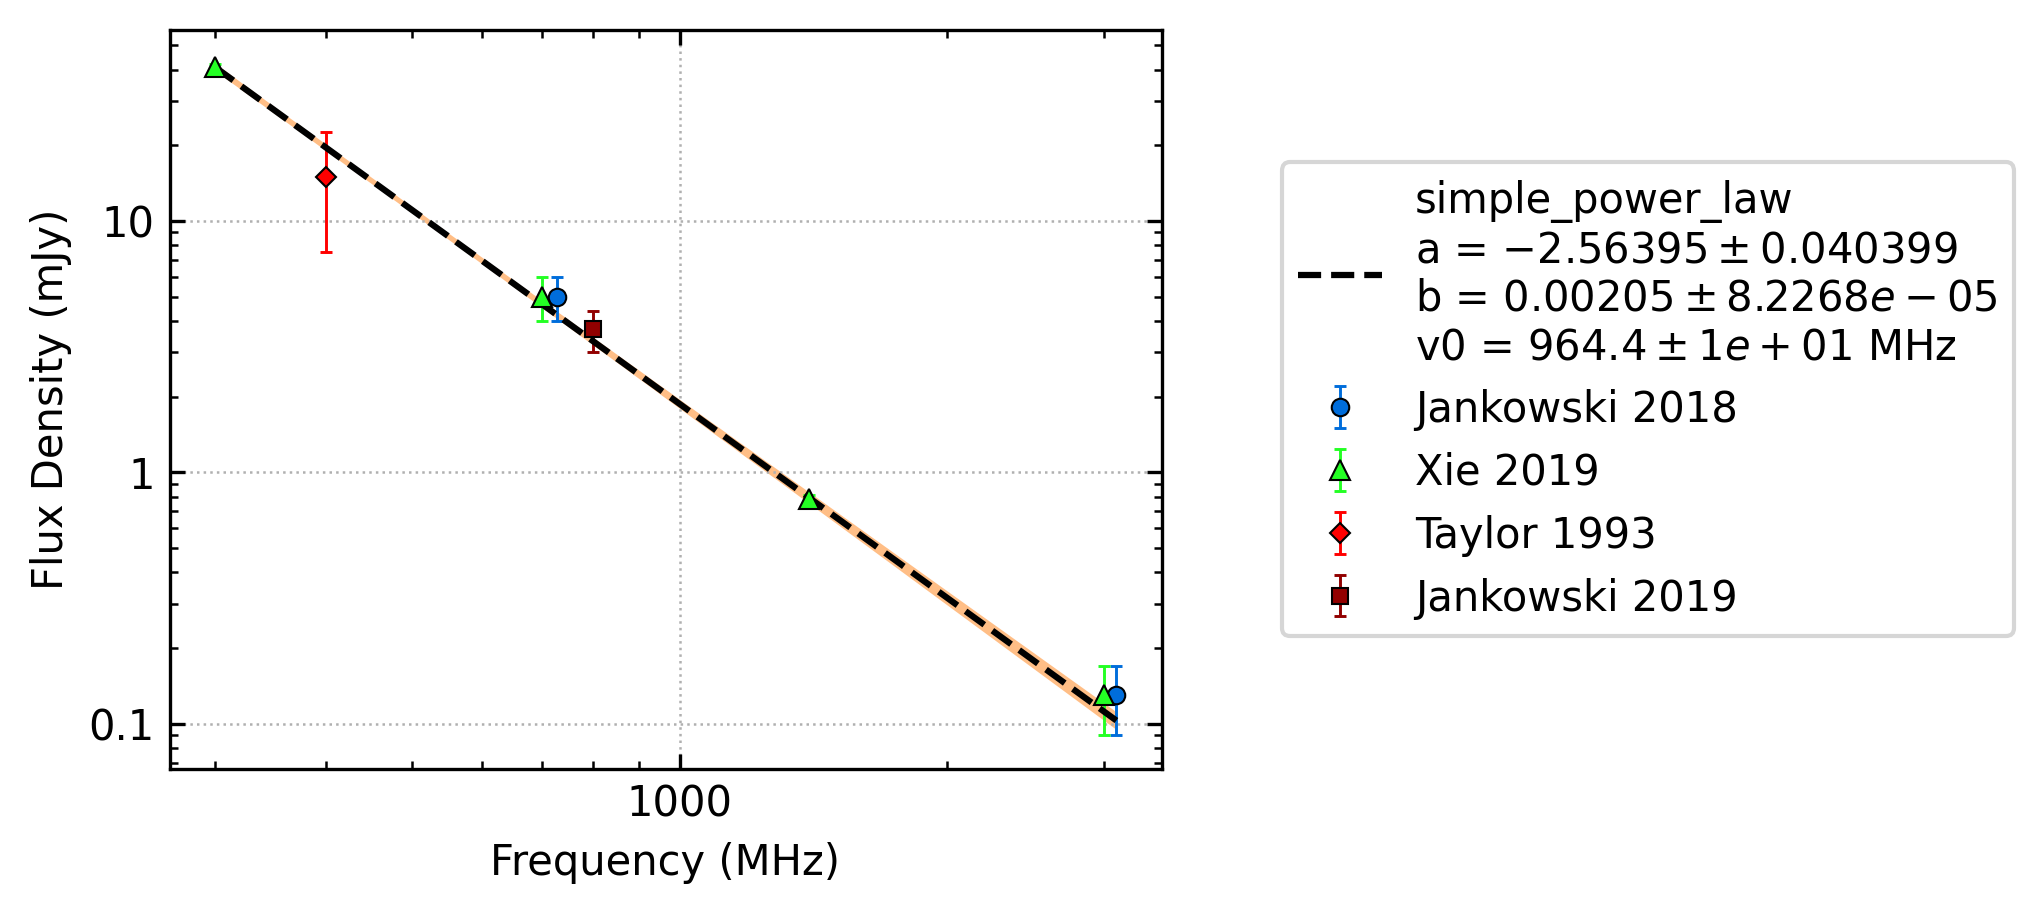 10
1
0.1
Flux Density (mJy)
1000
Frequency (MHz)
simple_power_law
a = −2.56395 ± 0.040399
b = 0.00205 ± 8.2268e − 05
v0 = 964.4 ± 1e + 01 MHz
Jankowski 2018
Xie 2019
Taylor 1993
Jankowski 2019